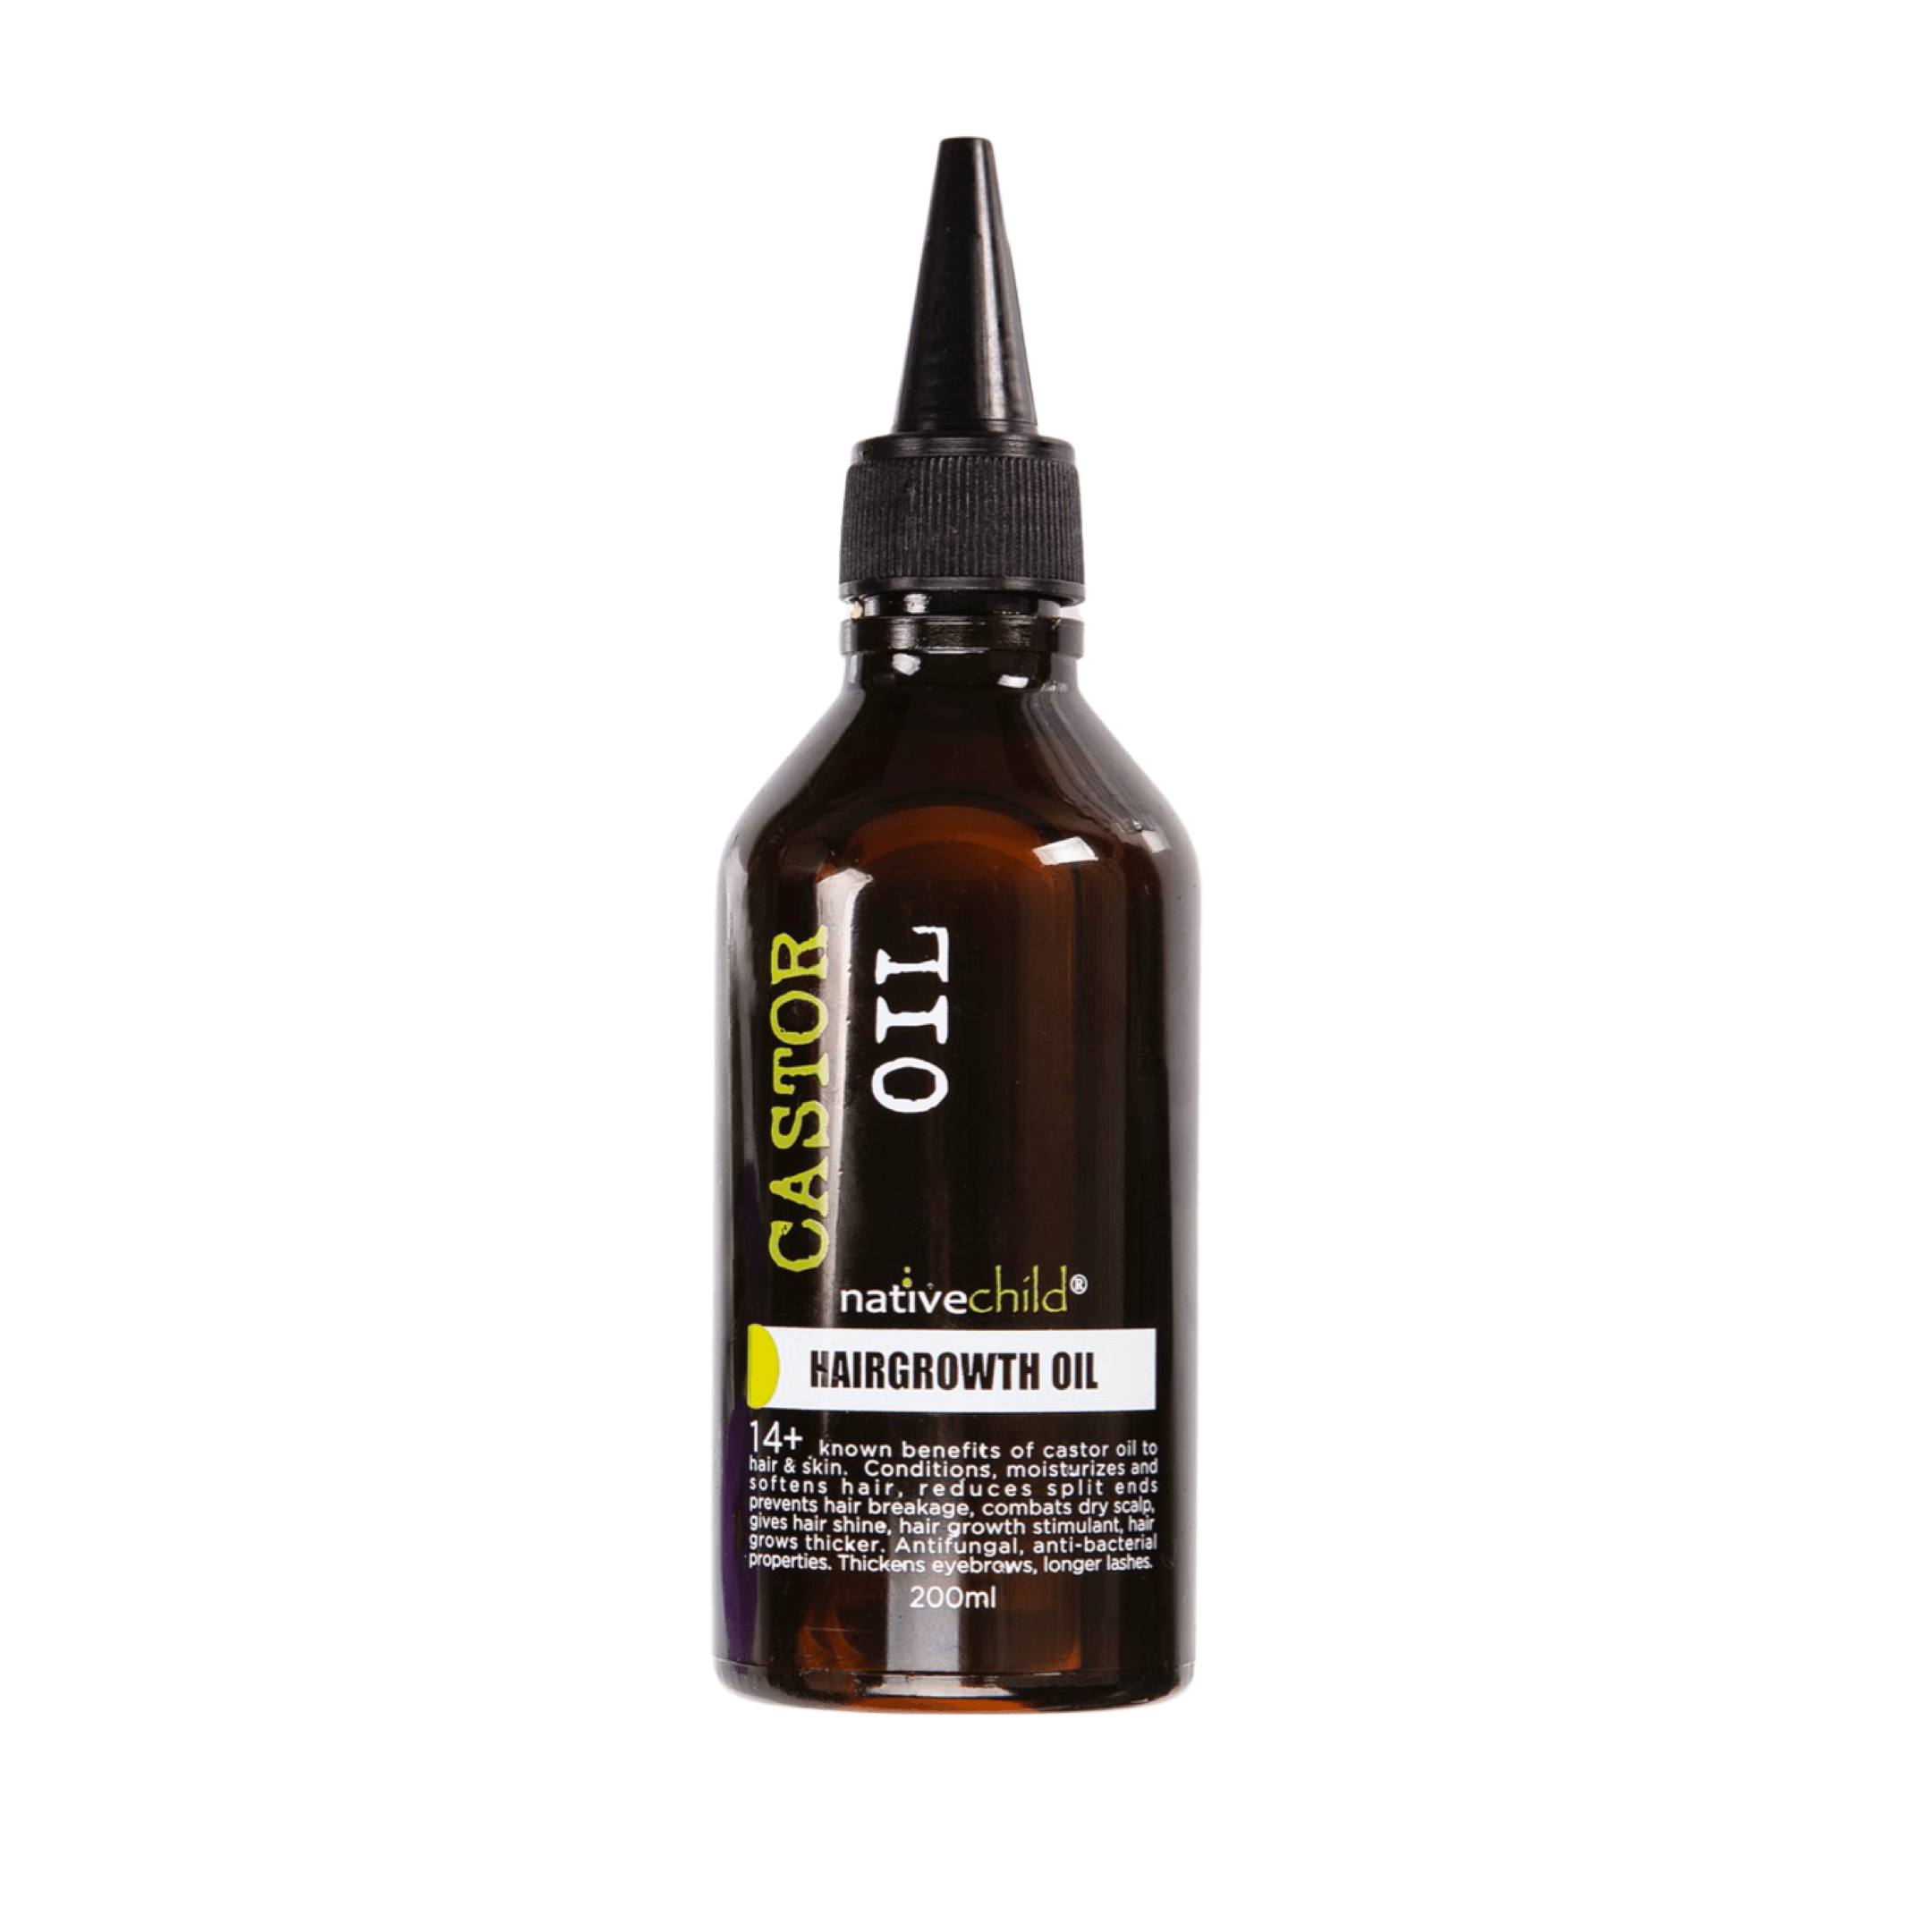 CASTOR
OIL
nativechild®
HAIRGROWTH OIL
14+ known benefits of castor oil to
hair & skin. Conditions, moisturizes and
softens hair, reduces split ends
prevents hair breakage, combats dry scalp,
gives hair shine, hair growth stimulant, hair
grows thicker. Antifungal, anti-bacterial
properties. Thickens eyebrows, longer lashes.
200ml